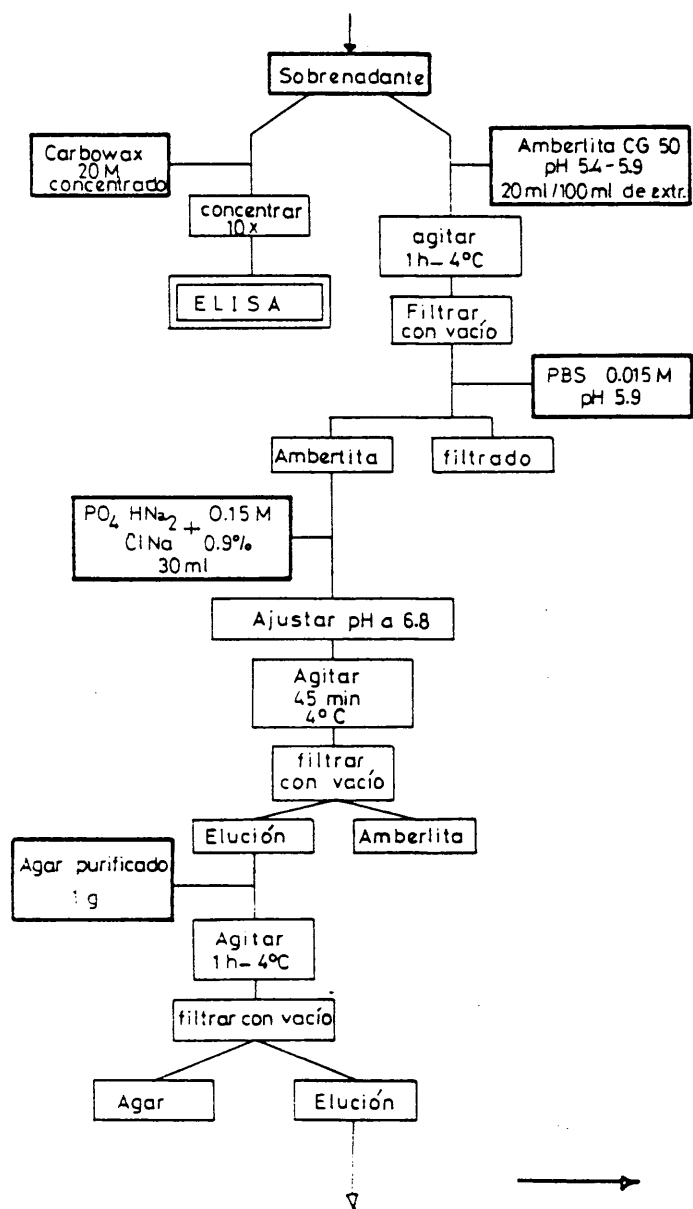 Sobrenadante
Carbowax
20 M
concentrado
Ambertita CG 50
pH 5.4-5.9
20 ml/100 ml de extr.
concentrar
10 x
agitar
1 h_ 4ºC
E L I S A
Filtrar
con vacío
PBS 0.015 M
pH 5.9
Ambertita
filtrado
PO4 HNa2 + 0.15 M
ClNa 0.9%
30 ml
Ajustar pH a 6.8
Agitar
45 min
4º C
filtrar
con vacío
Elución
Amberlita
Agar purificado
1 g
Agitar
1 h_ 4ºC
filtrar con vacío
Agar
Elución